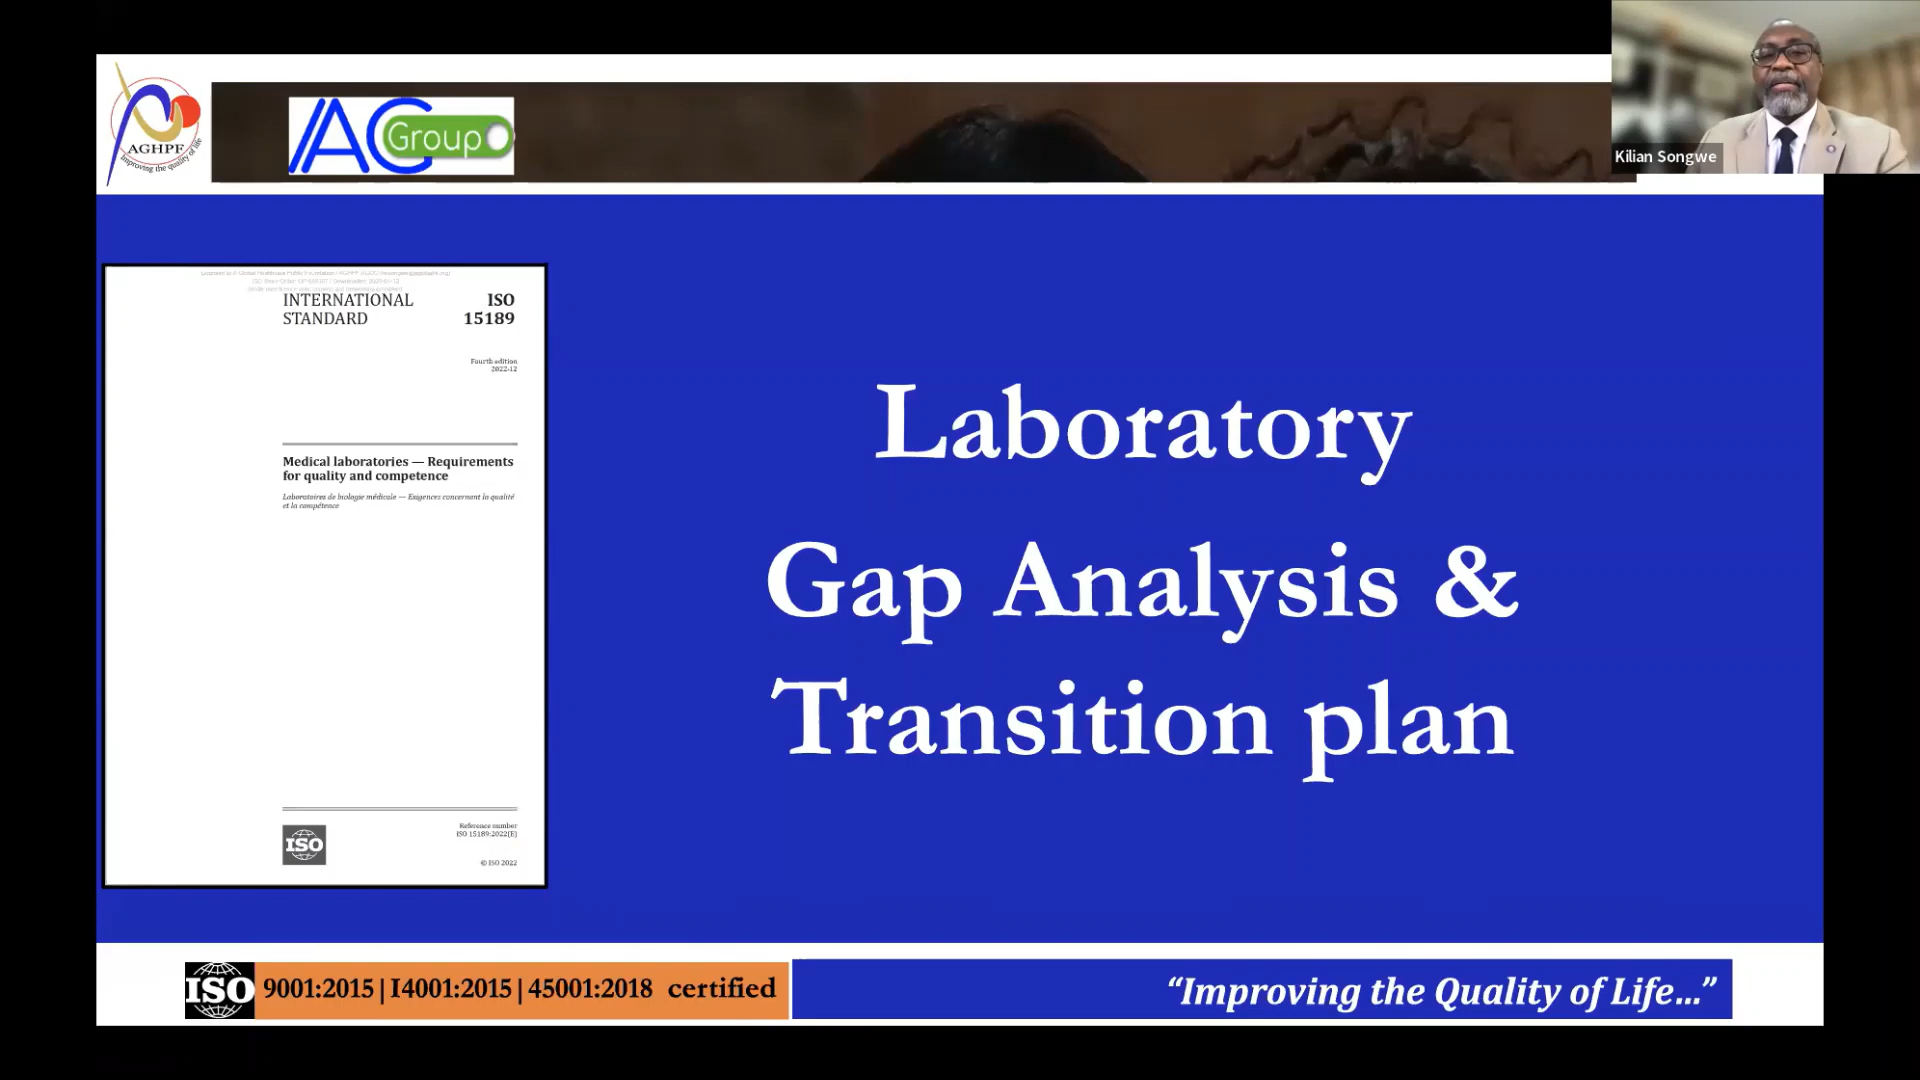 AGHPF
Improving the quality of life
AG Group
Kilian Songwe
INTERNATIONAL
STANDARD
ISO
15189
Fourth edition
2022-12
Medical laboratories — Requirements
for quality and competence
Laboratoires de biologie médicale — Exigences concernant la qualité
et la compétence
Reference number
ISO 15189:2022(E)
ISO
© ISO 2022
Laboratory
Gap Analysis &
Transition plan
ISO 9001:2015 | I4001:2015 | 45001:2018 certified
“Improving the Quality of Life...”